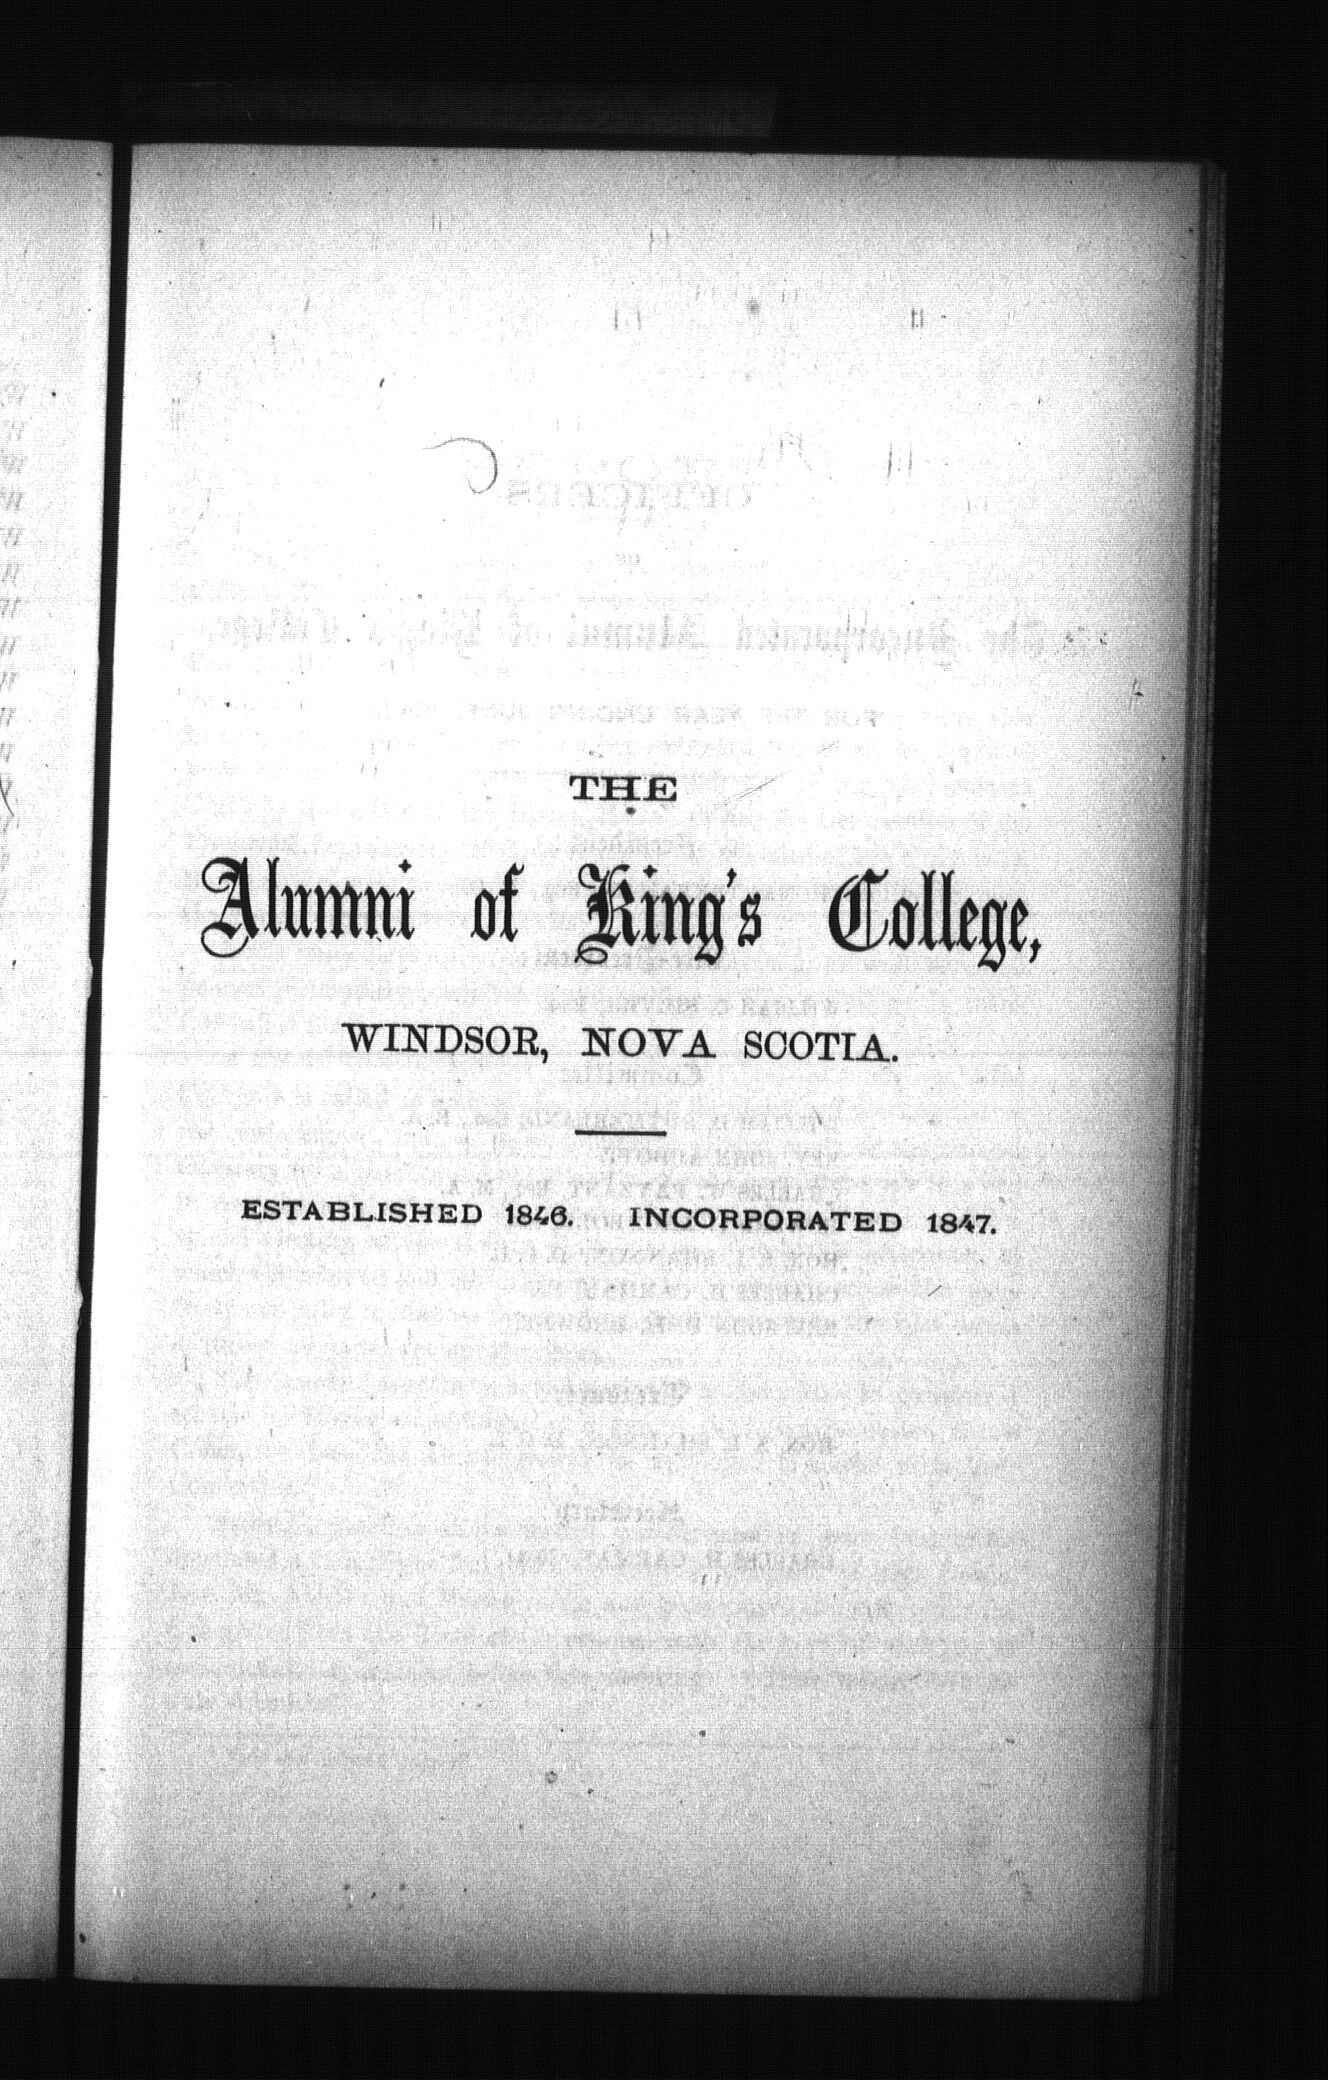 THE
Alumni of King's College,
WINDSOR, NOVA SCOTIA.
ESTABLISHED 1846. INCORPORATED 1847.